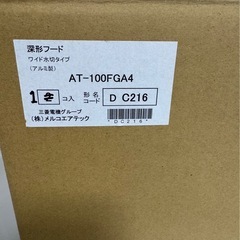 深形フード
ワイド水切タイプ
(アルミ製)
AT-100FGA4
1 コ入 形名コード D C216
三菱電機グループ
(株)メルコエアテック
*DC216*